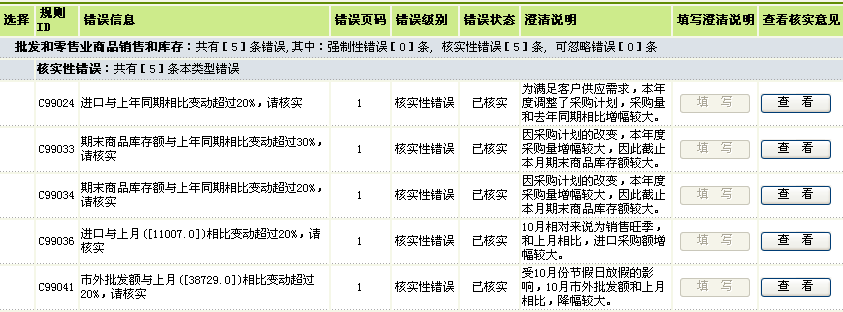 选择 规则ID 错误信息 错误页码 错误级别 错误状态 澄清说明 填写澄清说明 查看核实意见
批发和零售业商品销售和库存:共有[5]条错误,其中: 强制性错误[0]条, 核实性错误[5]条, 可忽略错误[0]条
核实性错误:共有[5]条本类型错误
C99024 进口与上年同期相比变动超过20%,请核实 1 核实性错误 已核实 为满足客户供应需求,本年
度调整了采购计划,采购量
和去年同期相比增幅较大。 填 写 查 看
C99033 期末商品库存额与上年同期相比变动超过30%,
请核实 1 核实性错误 已核实 因采购计划的改变,本年度
采购量增幅较大,因此截止
本月期末商品库存额较大。 填 写 查 看
C99034 期末商品库存额与上年同期相比变动超过20%,
请核实 1 核实性错误 已核实 因采购计划的改变,本年度
采购量增幅较大,因此截止
本月期末商品库存额较大。 填 写 查 看
C99036 进口与上月([11007.0])相比变动超过20%,请
核实 1 核实性错误 已核实 10月相对来说为销售旺季,
和上月相比,进口采购额增
幅较大。 填 写 查 看
C99041 市外批发额与上月([38729.0])相比变动超过
20%,请核实 1 核实性错误 已核实 受10月份节假日放假的影
响,10月市外批发额和上月
相比,降幅较大。 填 写 查 看